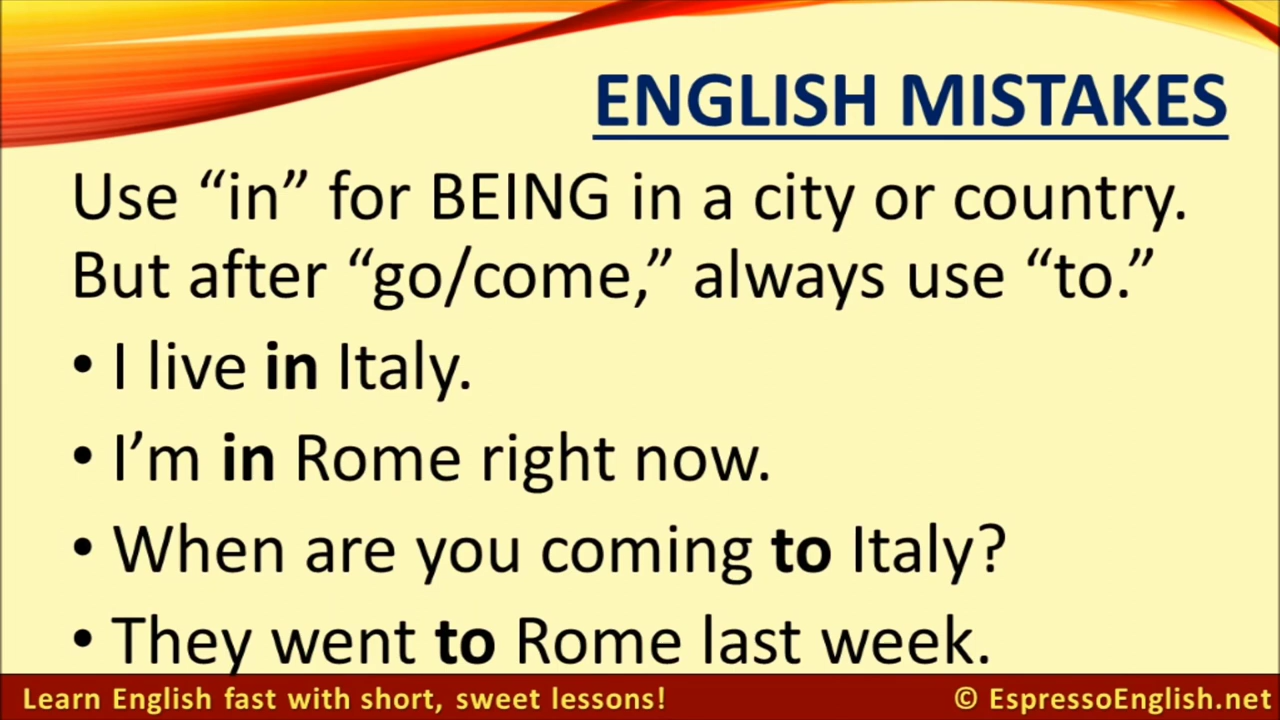 ENGLISH MISTAKES
Use “in” for BEING in a city or country.
But after “go/come,” always use “to.”
• I live in Italy.
• I’m in Rome right now.
• When are you coming to Italy?
• They went to Rome last week.
Learn English fast with short, sweet lessons! © EspressoEnglish.net